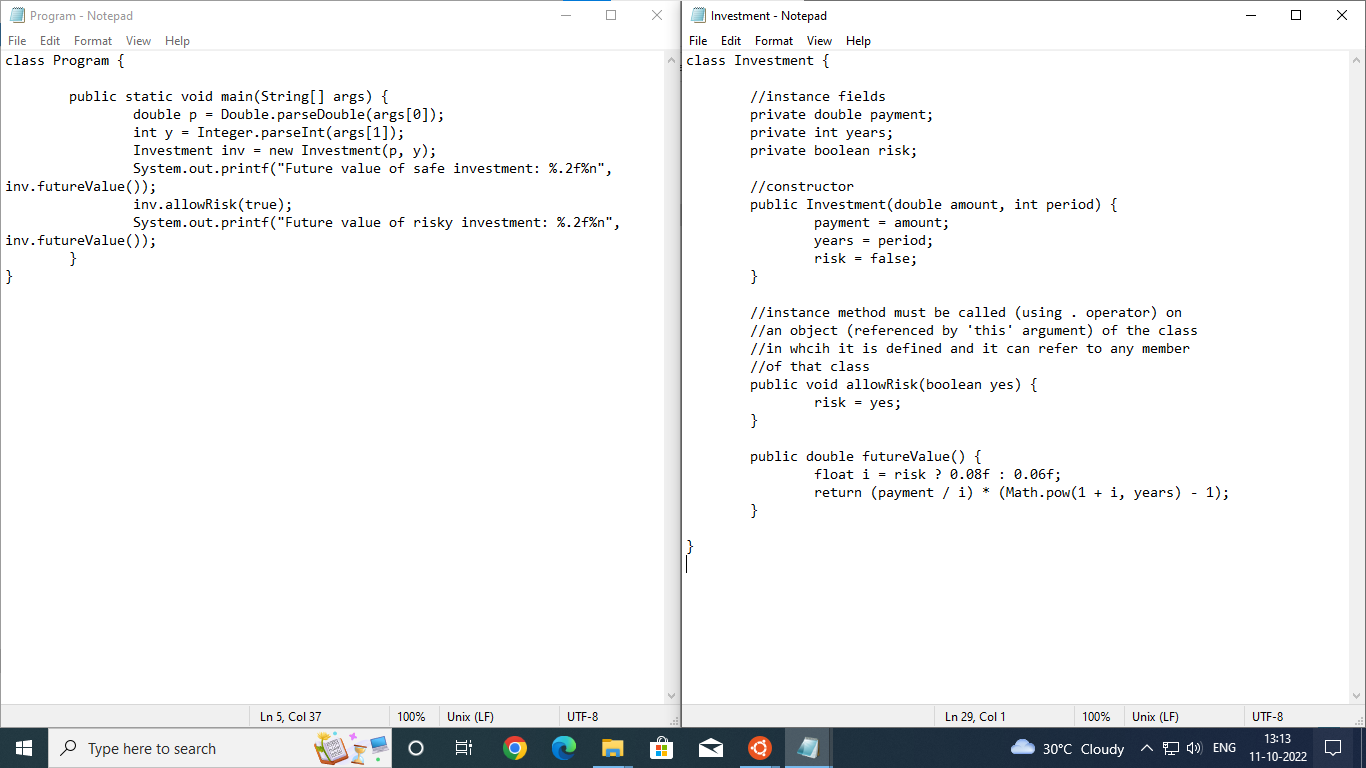 Program - Notepad
File Edit Format View Help
class Program {
public static void main(String[] args) {
double p = Double.parseDouble(args[0]);
int y = Integer.parseInt(args[1]);
Investment inv = new Investment(p, y);
System.out.printf("Future value of safe investment: %.2f%n",
inv.futureValue());
inv.allowRisk(true);
System.out.printf("Future value of risky investment: %.2f%n",
inv.futureValue());
}
}
Ln 5, Col 37 100% Unix (LF) UTF-8
Investment - Notepad
File Edit Format View Help
class Investment {
//instance fields
private double payment;
private int years;
private boolean risk;
//constructor
public Investment(double amount, int period) {
payment = amount;
years = period;
risk = false;
}
//instance method must be called (using . operator) on
//an object (referenced by 'this' argument) of the class
//in whcih it is defined and it can refer to any member
//of that class
public void allowRisk(boolean yes) {
risk = yes;
}
public double futureValue() {
float i = risk ? 0.08f : 0.06f;
return (payment / i) * (Math.pow(1 + i, years) - 1);
}
}
Ln 29, Col 1 100% Unix (LF) UTF-8
Type here to search
30°C Cloudy
ENG
13:13
11-10-2022